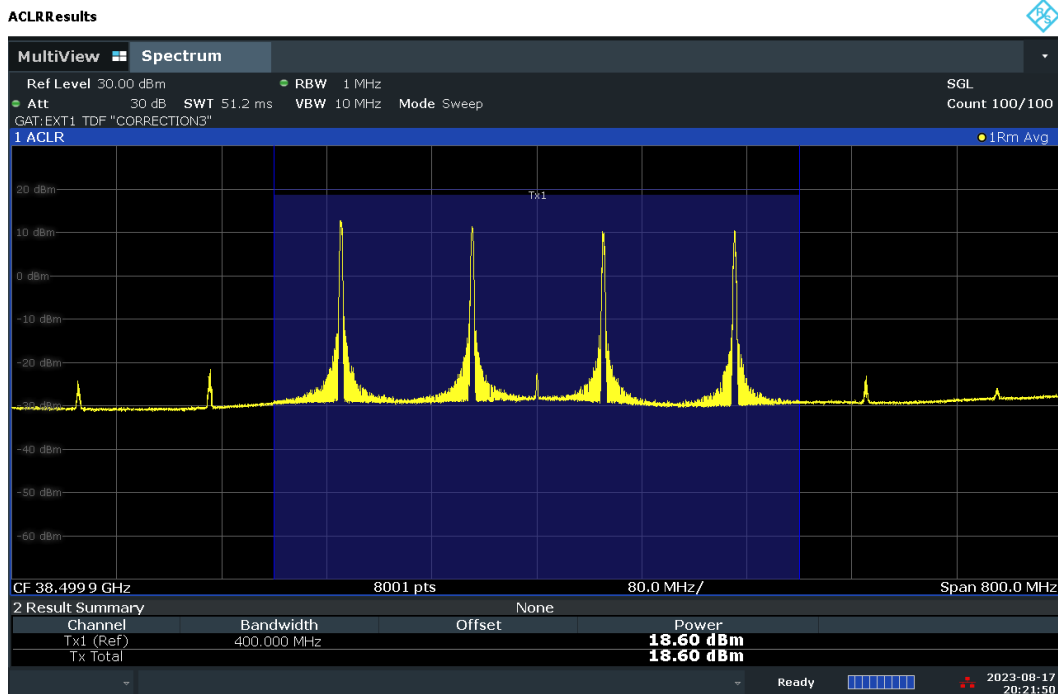 ACLRResults
R&S
MultiView Spectrum
Ref Level 30.00 dBm RBW 1 MHz SGL
Att 30 dB SWT 51.2 ms VBW 10 MHz Mode Sweep Count 100/100
GAT:EXT1 TDF "CORRECTION3"
1 ACLR 1Rm Avg
20 dBm
Tx1
10 dBm
0 dBm
-10 dBm
-20 dBm
-30 dBm
-40 dBm
-50 dBm
-60 dBm
CF 38.4999 GHz 8001 pts 80.0 MHz/ Span 800.0 MHz
2 Result Summary None
Channel Bandwidth Offset Power
Tx1 (Ref) 400.000 MHz 18.60 dBm
Tx Total 18.60 dBm
Ready 2023-08-17
20:21:50